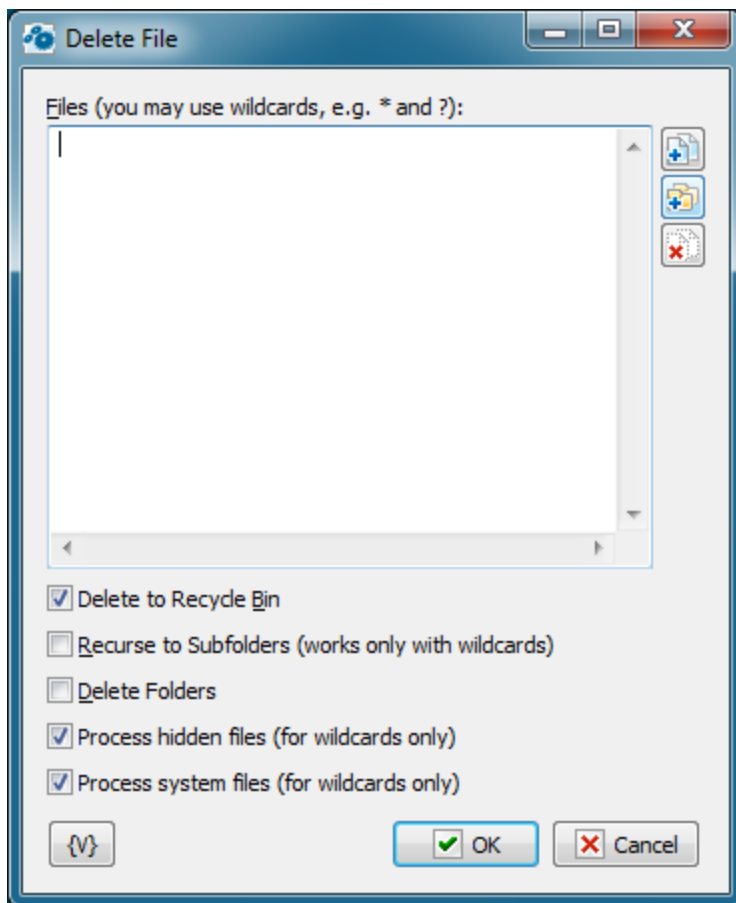 Delete File
Files (you may use wildcards, e.g. * and ?):
Delete to Recycle Bin
Recurse to Subfolders (works only with wildcards)
Delete Folders
Process hidden files (for wildcards only)
Process system files (for wildcards only)
{V} OK Cancel